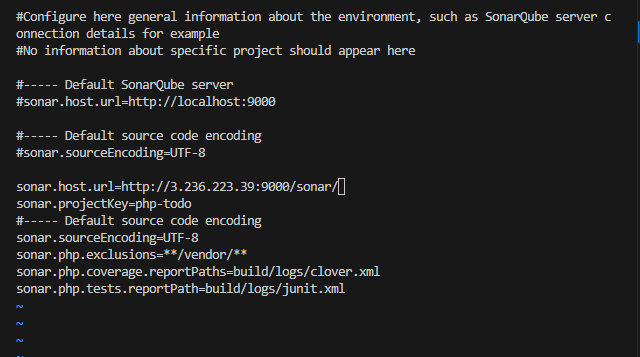 #Configure here general information about the environment, such as SonarQube server c
onnection details for example
#No information about specific project should appear here
#----- Default SonarQube server
#sonar.host.url=http://localhost:9000
#----- Default source code encoding
#sonar.sourceEncoding=UTF-8
sonar.host.url=http://3.236.223.39:9000/sonar/
sonar.projectKey=php-todo
#----- Default source code encoding
sonar.sourceEncoding=UTF-8
sonar.php.exclusions=**/vendor/**
sonar.php.coverage.reportPaths=build/logs/clover.xml
sonar.php.tests.reportPath=build/logs/junit.xml
~
~
~
~